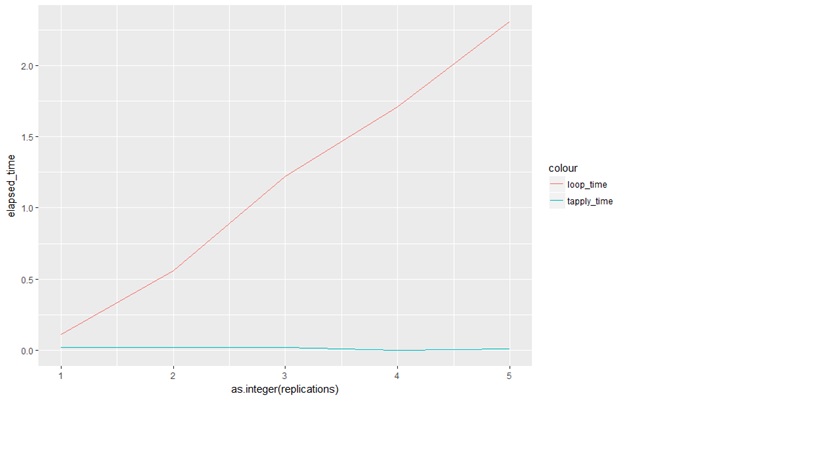 elapsed_time
2.0
1.5
1.0
0.5
0.0
1 2 3 4 5
as.integer(replications)
colour
loop_time
tapply_time